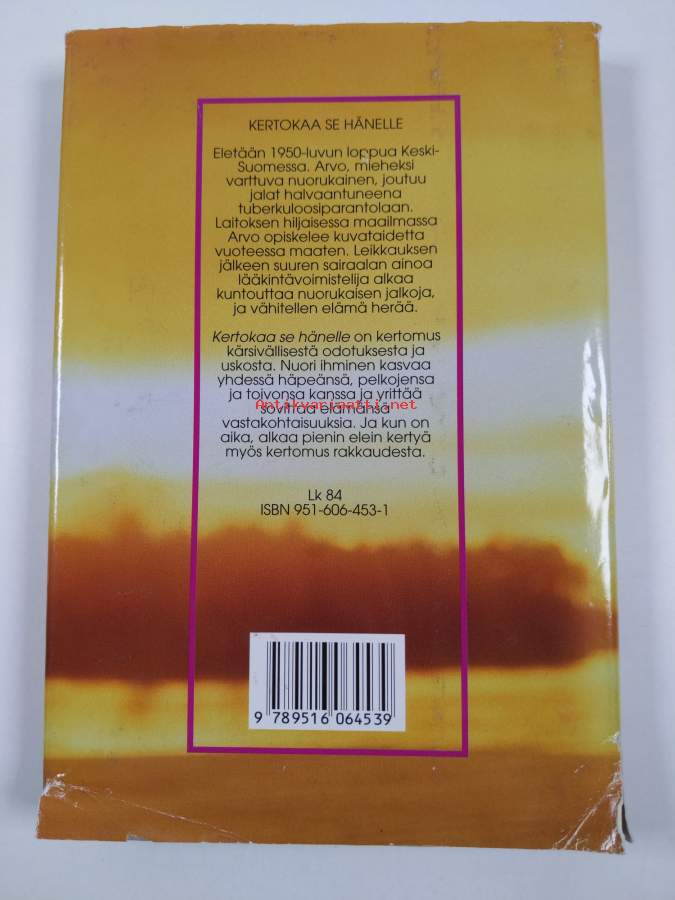 KERTOKAA SE HÄNELLE
Eletään 1950-luvun loppua Keski-
Suomessa. Arvo, mieheksi
varttuva nuorukainen, joutuu
jalat halvaantuneena
tuberkuloosiparantolaan.
Laitoksen hiljaisessa maailmassa
Arvo opiskelee kuvataidetta
vuoteessa maaten. Leikkauksen
jälkeen suuren sairaalan ainoa
lääkintävoimistelija alkaa
kuntouttaa nuorukaisen jalkoja,
ja vähitellen elämä herää.
Kertokaa se hänelle on kertomus
kärsivällisestä odotuksesta ja
uskosta. Nuori ihminen kasvaa
yhdessä häpeänsä, pelkojensa
ja toivonsa kanssa ja yrittää
Antikvariaatti.net
sovittaa elämänsä
vastakohtaisuuksia. Ja kun on
aika, alkaa pienin elein kertyä
myös kertomus rakkaudesta.
Lk 84
ISBN 951-606-453-1
9 789516 064539